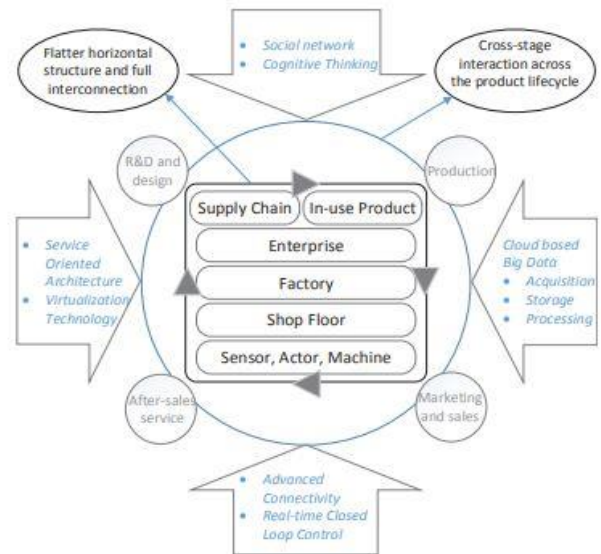 Flatter horizontal
structure and full
interconnection
• Social network
• Cognitive Thinking
Cross-stage
interaction across
the product lifecycle
R&D and
design
Production
Supply Chain
In-use Product
Enterprise
Factory
Shop Floor
Sensor, Actor, Machine
• Service
Oriented
Architecture
• Virtualization
Technology
Cloud based
Big Data
• Acquisition
• Storage
• Processing
After-sales
service
Marketing
and sales
• Advanced
Connectivity
• Real-time Closed
Loop Control